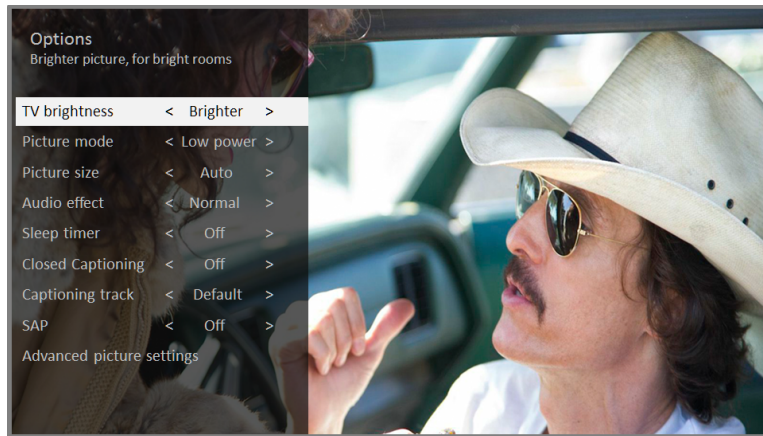 Options
Brighter picture, for bright rooms
TV brightness < Brighter >
Picture mode < Low power >
Picture size < Auto >
Audio effect < Normal >
Sleep timer < Off >
Closed Captioning < Off >
Captioning track < Default >
SAP < Off >
Advanced picture settings